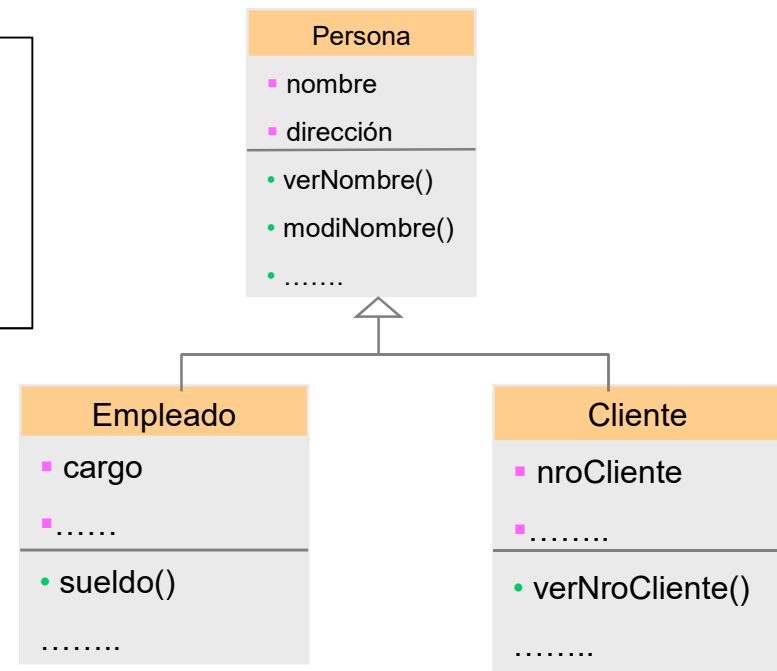 Persona
▪ nombre
▪ dirección
• verNombre()
• modiNombre()
• …….
Empleado
▪ cargo
▪ ……
• sueldo()
……..
Cliente
▪ nroCliente
▪ ……..
• verNroCliente()
……..